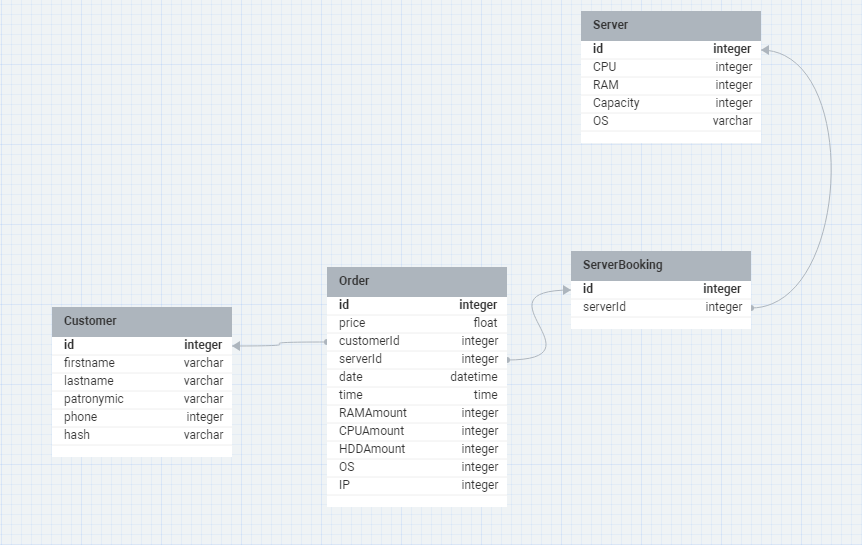 Server
id integer
CPU integer
RAM integer
Capacity integer
OS varchar
ServerBooking
id integer
serverId integer
Order
id integer
price float
customerId integer
serverId integer
date datetime
time time
RAMAmount integer
CPUAmount integer
HDDAmount integer
OS integer
IP integer
Customer
id integer
firstname varchar
lastname varchar
patronymic varchar
phone integer
hash varchar